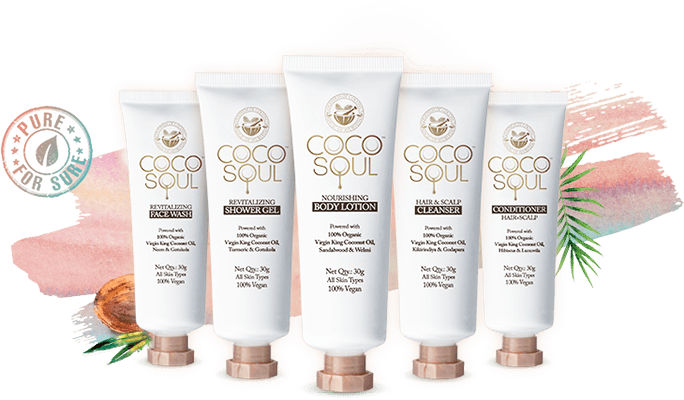 PURE
FOR SURE
COCO
SOUL
REVITALIZING
FACE WASH
Powered with
100% Organic
Virgin King Coconut Oil,
Neem & Gotukola
Net Qty.: 30g
All Skin Types
100% Vegan
COCO
SOUL
REVITALIZING
SHOWER GEL
Powered with
100% Organic
Virgin King Coconut Oil,
Turmeric & Gotukola
Net Qty.: 30g
All Skin Types
100% Vegan
COCO™
SOUL
NOURISHING
BODY LOTION
Powered with
100% Organic
Virgin King Coconut Oil,
Sandalwood & Welmi
Net Qty.: 30g
All Skin Types
100% Vegan
COCO
SOUL
HAIR & SCALP
CLEANSER
Powered with
100% Organic
Virgin King Coconut Oil,
Kikirindiya & Godapara
Net Qty.: 30g
All Skin Types
100% Vegan
COCO
SOUL
CONDITIONER
HAIR+SCALP
Powered with
100% Organic
Virgin King Coconut Oil,
Hibiscus &
Net Qty.: 30g
All Skin Types
100% Vegan